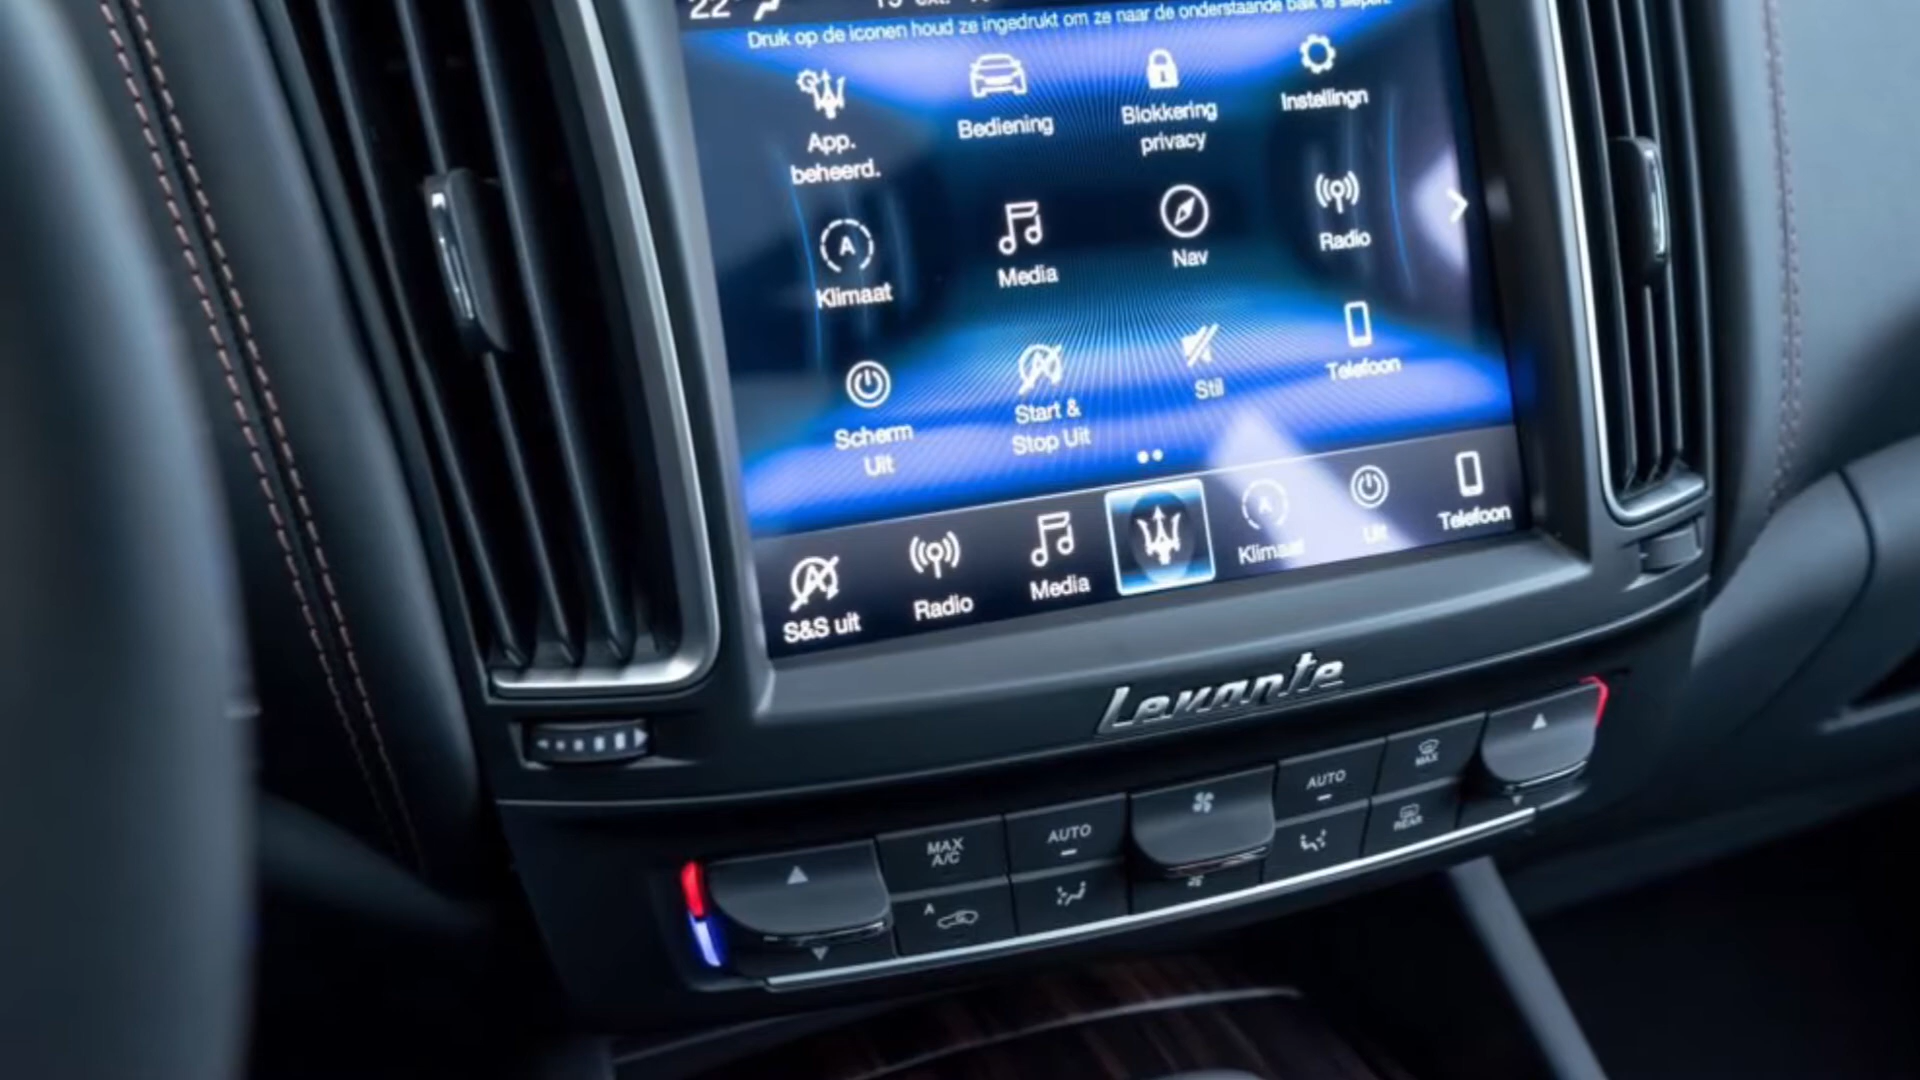 22°
Druk op de iconen houd ze ingedrukt om ze naar de onderstaande balk te slepen.
App.
beheerd.
Bediening
Blokkering
privacy
Instellingn
Klimaat
Media
Nav
Radio
Scherm
Uit
Start &
Stop Uit
Stil
Telefoon
S&S uit
Radio
Media
Klimaat
Uit
Telefoon
Levante
MAX
A/C
AUTO
AUTO
MAX
A
REAR